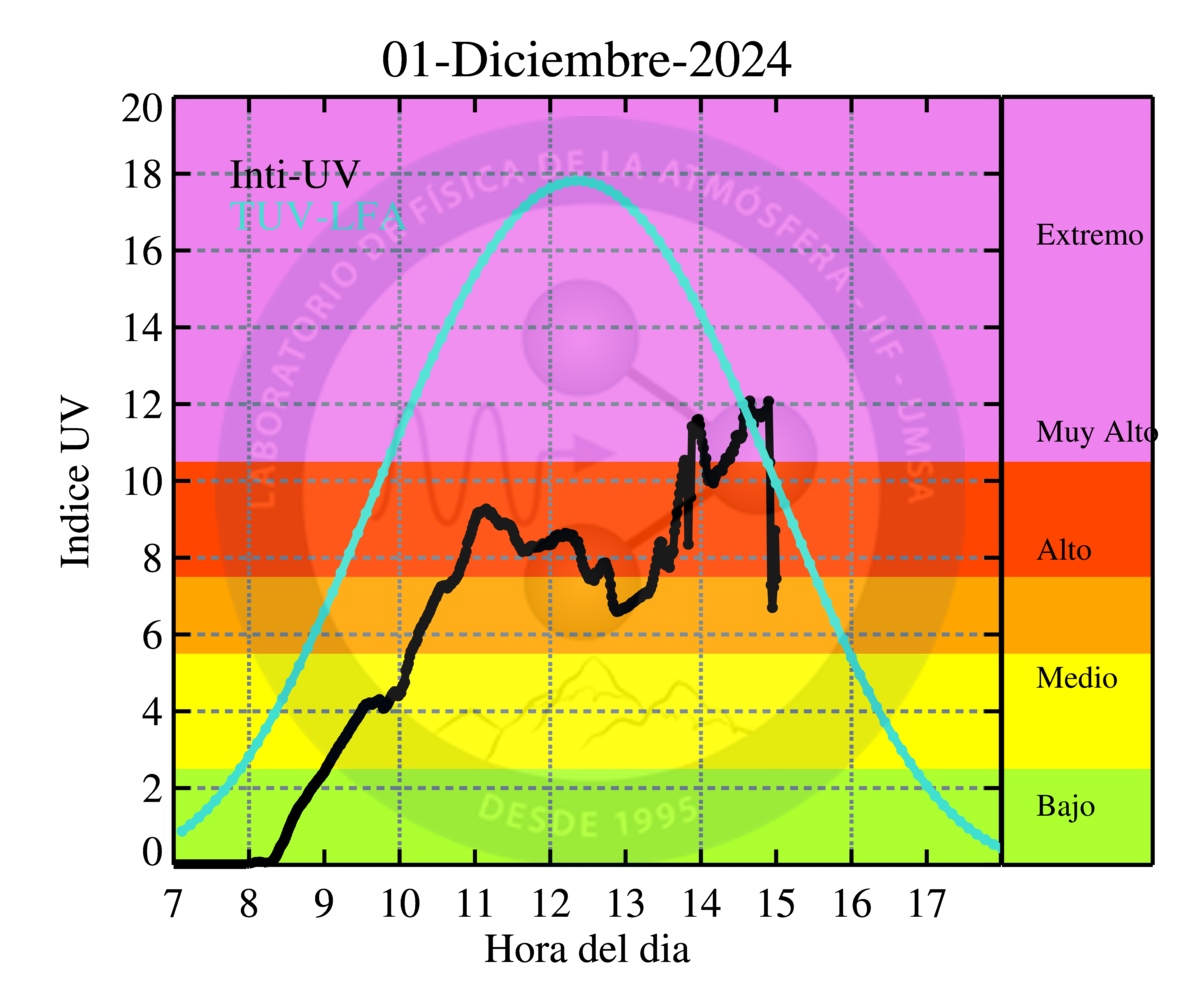 01-Diciembre-2024
20
18
16
14
12
10
8
6
4
2
0
Indice UV
Inti-UV
TUV-LFA
LABORATORIO DE FÍSICA DE LA ATMÓSFERA - IIF - UMSA
DESDE 1995
Extremo
Muy Alto
Alto
Medio
Bajo
7 8 9 10 11 12 13 14 15 16 17
Hora del dia